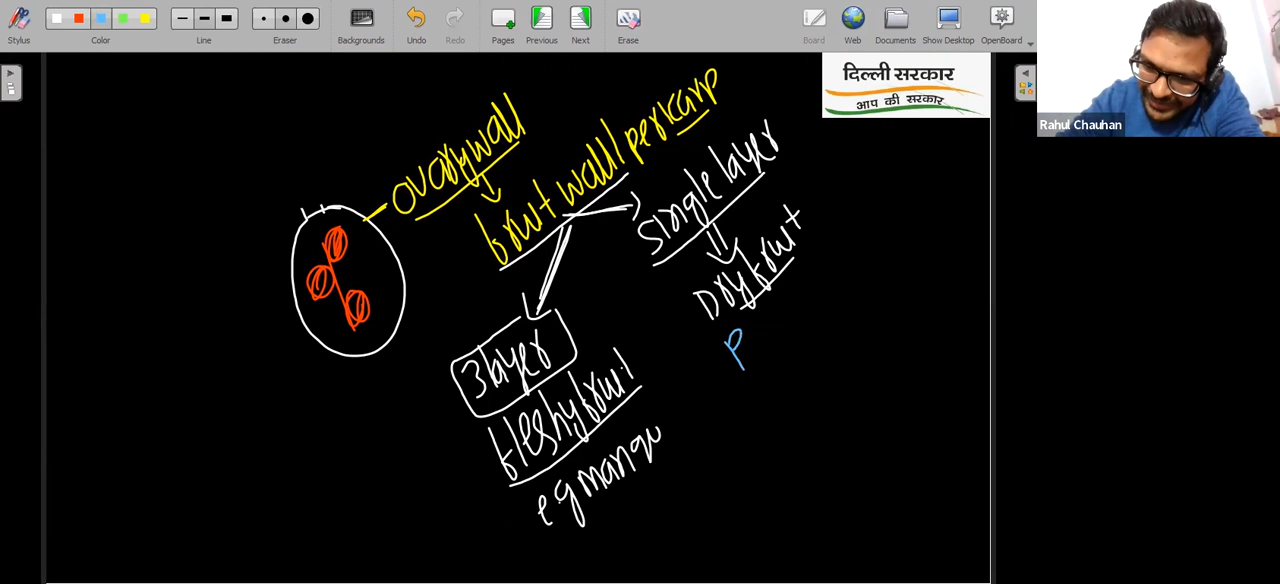 Stylus
Color
Line
Eraser
Backgrounds
Undo
Redo
Pages
Previous
Next
Erase
Board
Web
Documents
Show Desktop
OpenBoard
दिल्ली सरकार
आप की सरकार
Rahul Chauhan
ovary wall
fruit wall / perikarp
single layer
Dry fruit
P
3 layer
fleshy fruit
eg mango